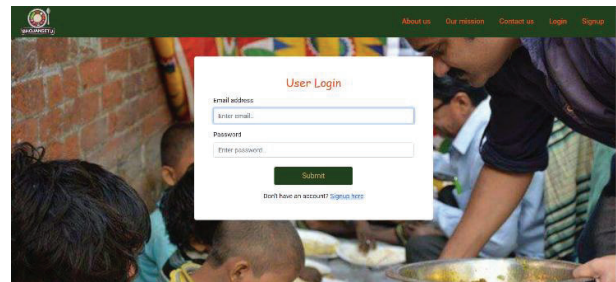 BHOJANSETU
About us
Our mission
Contact us
Login
Signup
User Login
Email address
Enter email..
Password
Enter password..
Submit
Don't have an account? Signup here